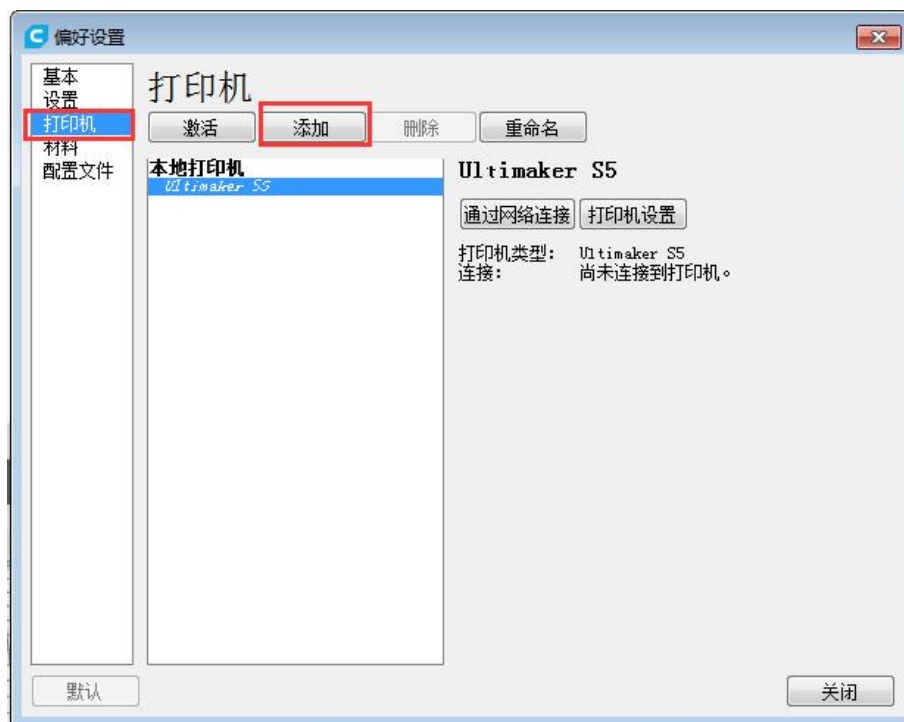 偏好设置
基本
设置
打印机
材料
配置文件
打印机
激活 添加 删除 重命名
本地打印机
Ultimaker S5
Ultimaker S5
通过网络连接 打印机设置
打印机类型: Ultimaker S5
连接: 尚未连接到打印机。
默认 关闭